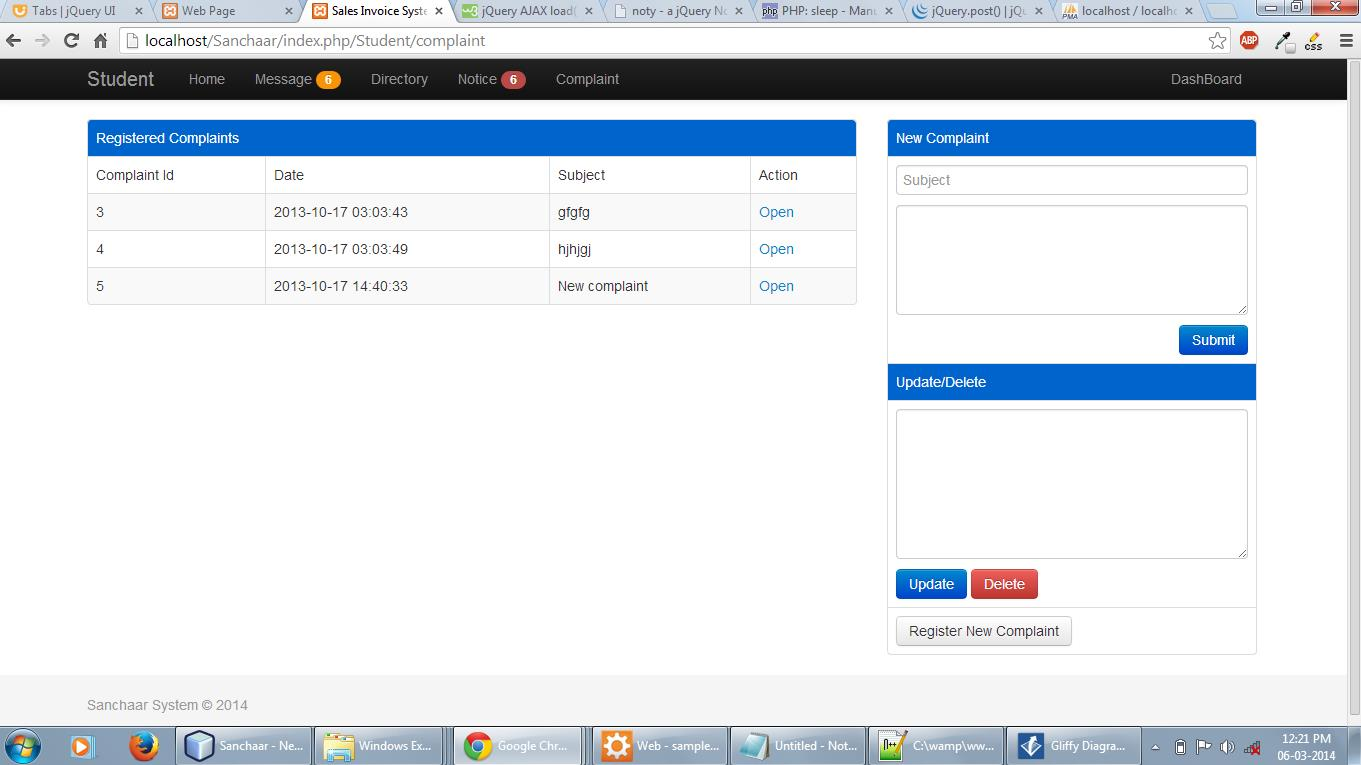 Tabs | jQuery UI
Web Page
Sales Invoice Syste
jQuery AJAX load(
noty - a jQuery No
PHP: sleep - Manu
jQuery.post() | jQu
localhost / localho
localhost/Sanchaar/index.php/Student/complaint
ABP
css
Student Home Message 6 Directory Notice 6 Complaint DashBoard
Registered Complaints
Complaint Id Date Subject Action
3 2013-10-17 03:03:43 gfgfg Open
4 2013-10-17 03:03:49 hjhjgj Open
5 2013-10-17 14:40:33 New complaint Open
New Complaint
Subject
Submit
Update/Delete
Update Delete
Register New Complaint
Sanchaar System © 2014
Sanchaar - Ne...
Windows Ex...
Google Chr...
Web - sample...
Untitled - Not...
C:\wamp\ww...
Gliffy Diagra...
12:21 PM
06-03-2014